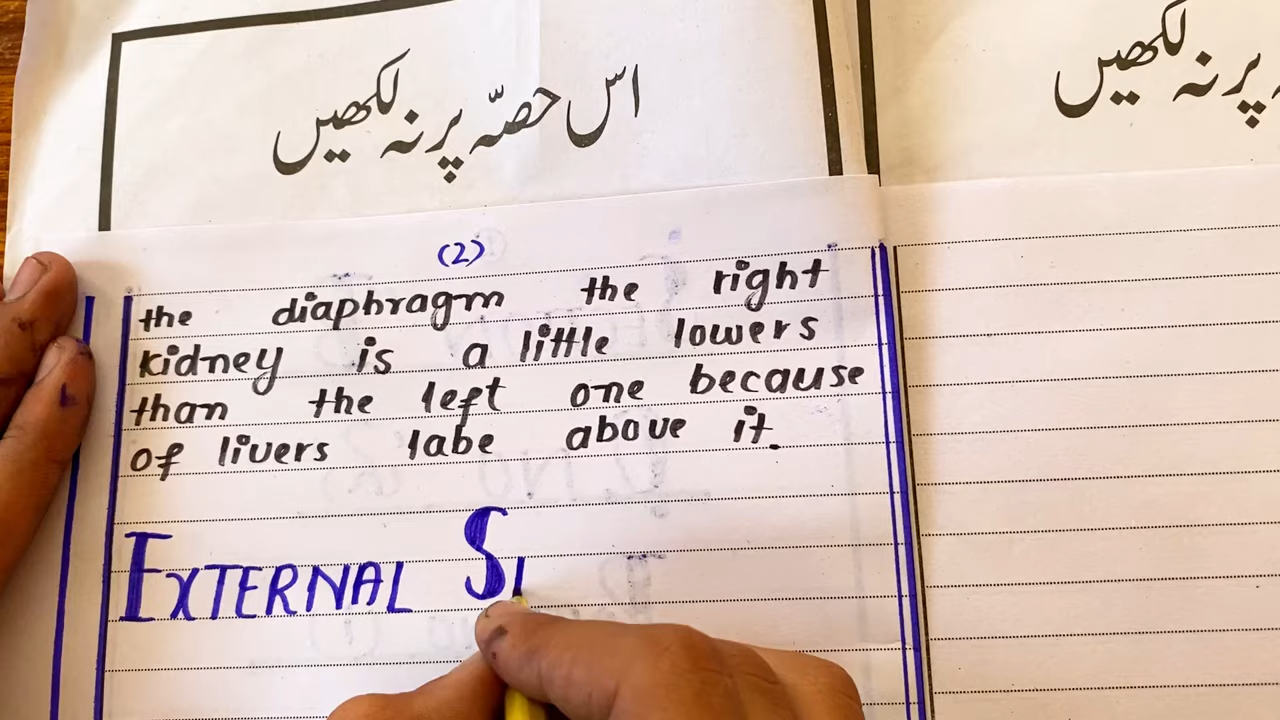 اس حصّہ پر نہ لکھیں
پر نہ لکھیں
(2)
the diaphragm the right
kidney is a little lowers
than the left one because
of livers labe above it.
EXTERNAL S